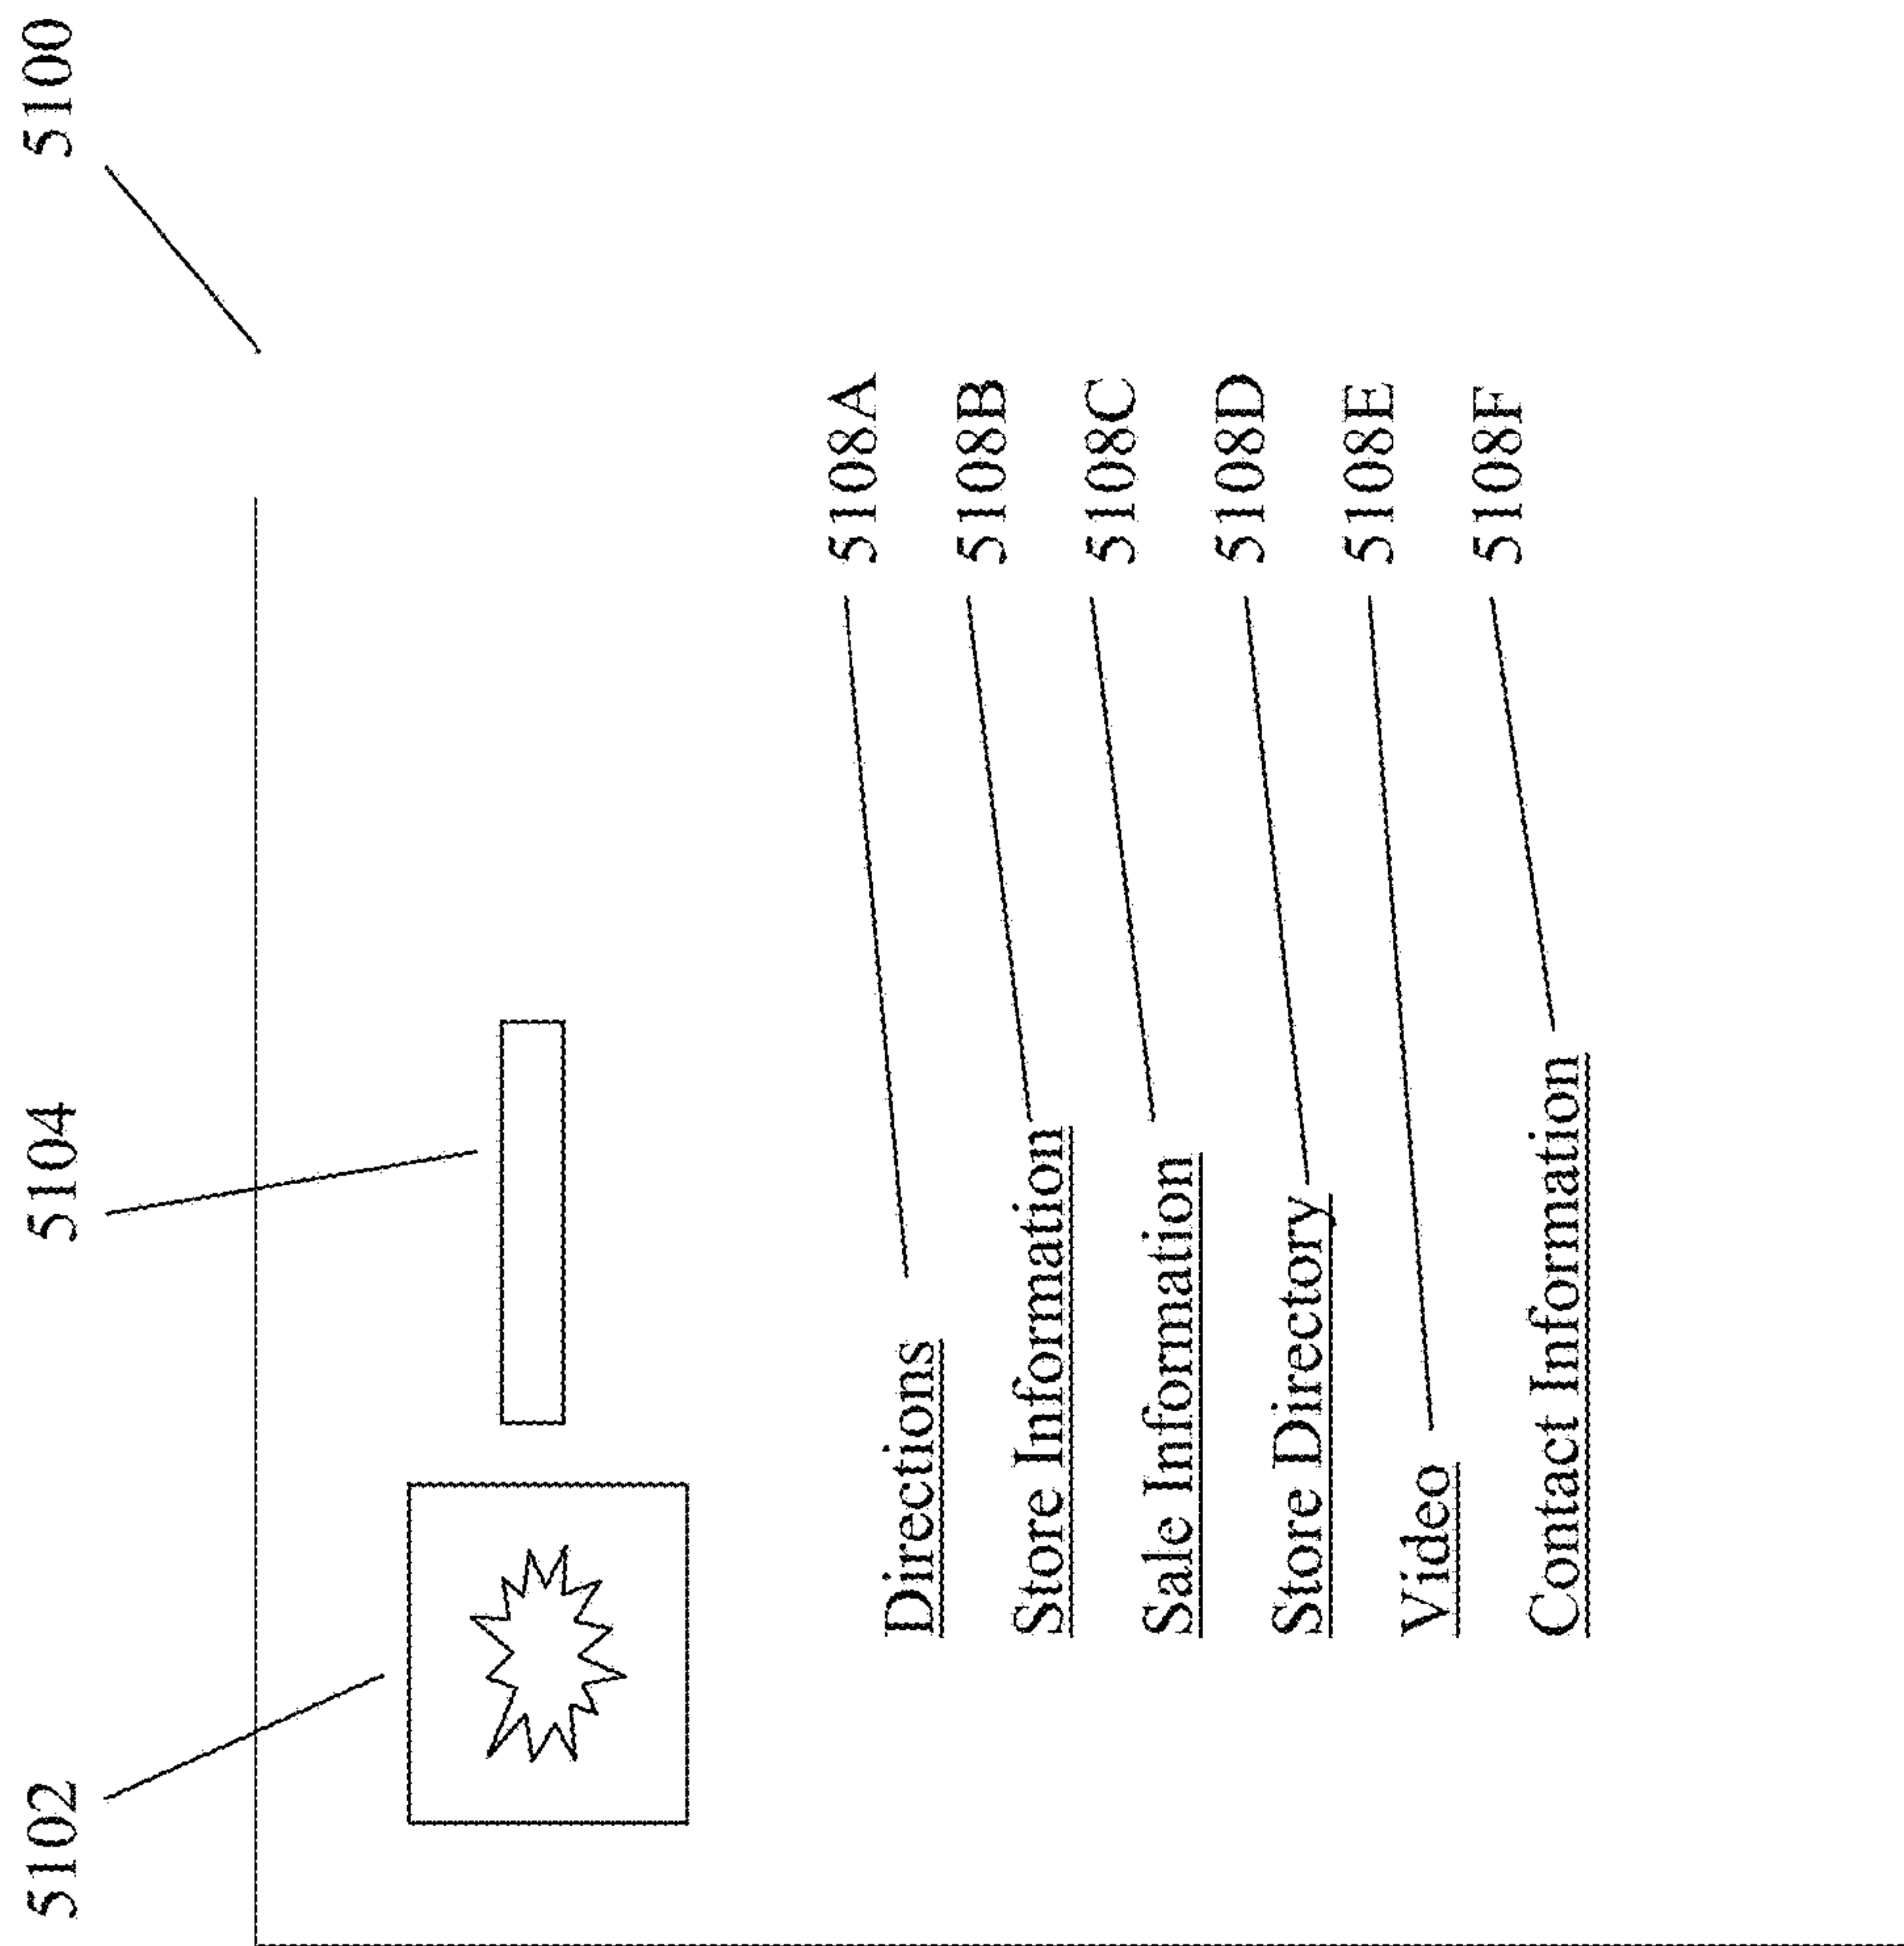 5102 5104 5100
Directions 5108A
Store Information 5108B
Sale Information 5108C
Store Directory 5108D
Video 5108E
Contact Information 5108F